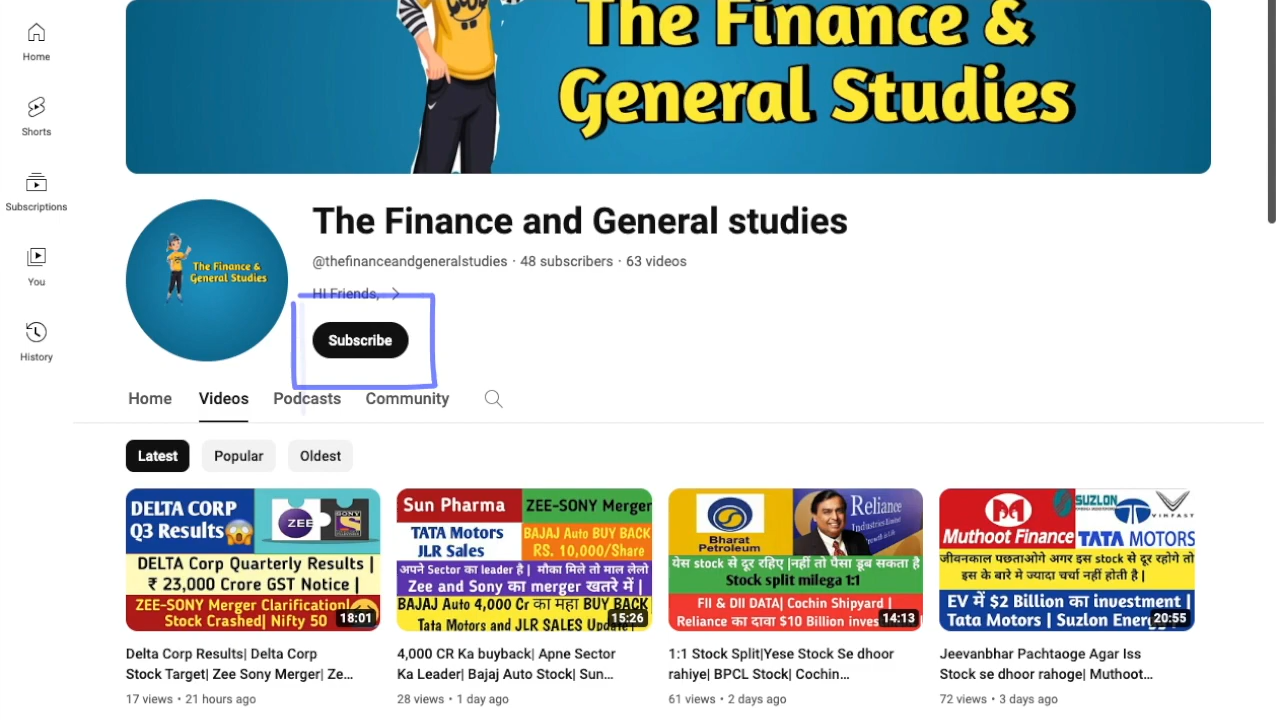 The Finance &
General Studies
Home
Shorts
Subscriptions
You
History
The Finance &
General Studies
The Finance and General studies
@thefinanceandgeneralstudies · 48 subscribers · 63 videos
HI Friends,
Subscribe
Home Videos Podcasts Community
Latest Popular Oldest
DELTA CORP
Q3 Results
ZEE
SONY
DELTA Corp Quarterly Results |
₹ 23,000 Crore GST Notice |
ZEE-SONY Merger Clarification|
Stock Crashed| Nifty 50
18:01
Delta Corp Results| Delta Corp
Stock Target| Zee Sony Merger| Ze...
17 views · 21 hours ago
Sun Pharma
ZEE-SONY Merger
TATA Motors
JLR Sales
BAJAJ Auto BUY BACK
RS. 10,000/Share
अपने Sector का leader है | मौका मिले तो माल लेलो
Zee and Sony का merger खतरे में |
BAJAJ Auto 4,000 Cr का महा BUY BACK
Tata Motors and JLR SALES Update|
15:26
4,000 CR Ka buyback| Apne Sector
Ka Leader| Bajaj Auto Stock| Sun...
28 views · 1 day ago
Bharat
Petroleum
Reliance
Industries Limited
Growth is Life
येस stock से दूर रहिए |नहीं तो पैसा डूब सकता है
Stock split milega 1:1
FII & DII DATA| Cochin Shipyard |
Reliance का दावा $10 Billion inves
14:13
1:1 Stock Split|Yese Stock Se dhoor
rahiye| BPCL Stock| Cochin...
61 views · 2 days ago
Muthoot Finance
SUZLON
VINFAST
TATA MOTORS
जीवनकाल पछताओगे अगर इस stock से दूर रहोगे तो
इस के बारे मे ज्यादा चर्चा नहीं होती है |
EV में $2 Billion का investment |
Tata Motors | Suzlon Energy
20:55
Jeevanbhar Pachtaoge Agar Iss
Stock se dhoor rahoge| Muthoot...
72 views · 3 days ago